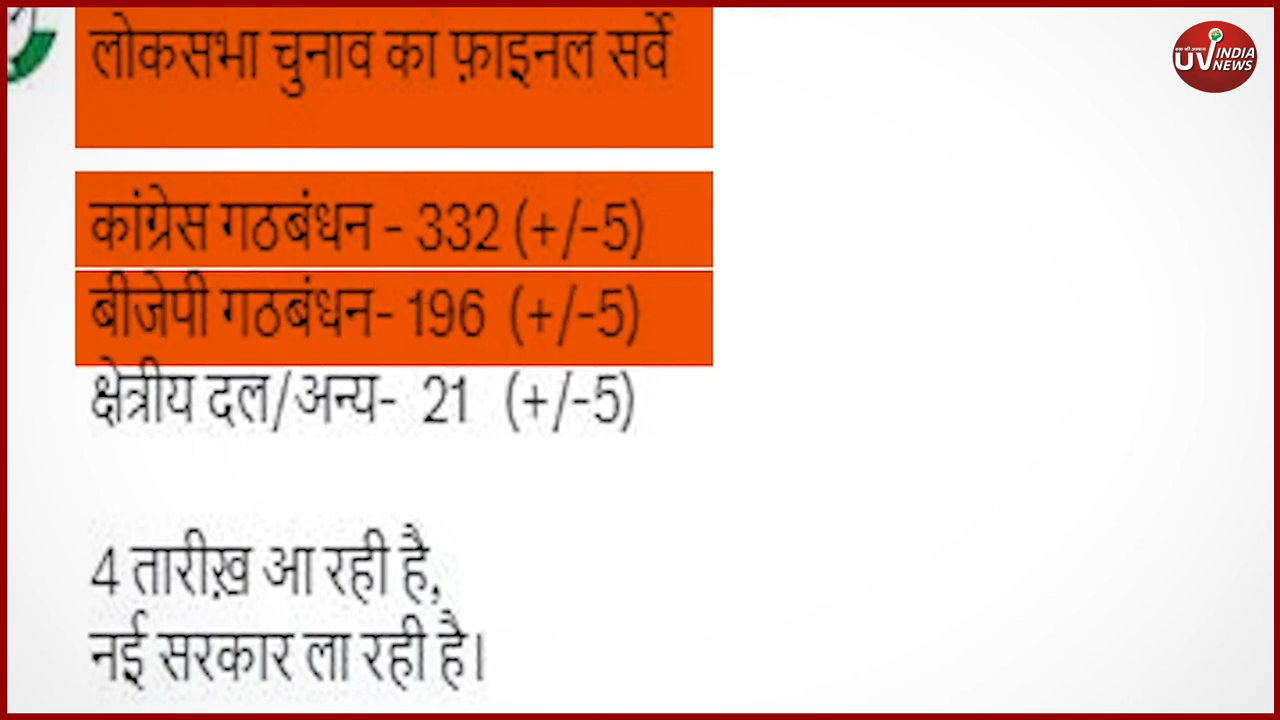 लोकसभा चुनाव का फ़ाइनल सर्वे
कांग्रेस गठबंधन - 332 (+/-5)
बीजेपी गठबंधन- 196 (+/-5)
क्षेत्रीय दल/अन्य- 21 (+/-5)
4 तारीख़ आ रही है,
नई सरकार ला रही है।
UV INDIA
NEWS